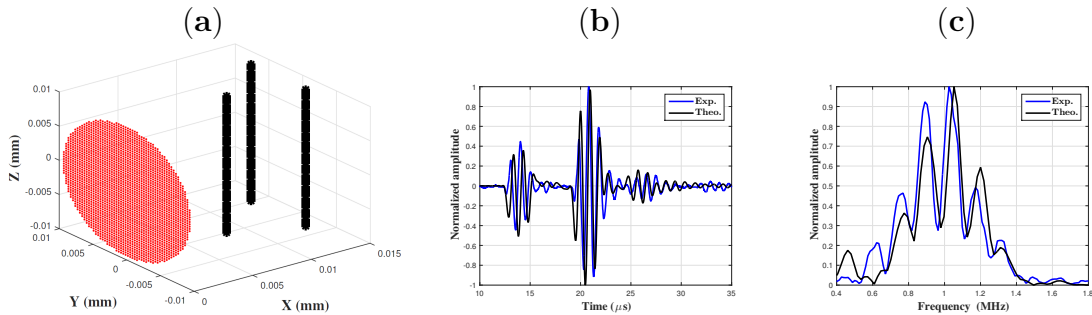 (a)
0.01
0.005
0
-0.005
-0.01
Z (mm)
0.01
0.005
0
-0.005
-0.01
Y (mm)
0
0.005
0.01
0.015
X (mm)
(b)
1
0.8
0.6
0.4
0.2
0
-0.2
-0.4
-0.6
-0.8
-1
Normalized amplitude
Exp.
Theo.
10 15 20 25 30 35
Time (μs)
(c)
1
0.9
0.8
0.7
0.6
0.5
0.4
0.3
0.2
0.1
0
Normalized amplitude
Exp.
Theo.
0.4 0.6 0.8 1 1.2 1.4 1.6 1.8
Frequency (MHz)